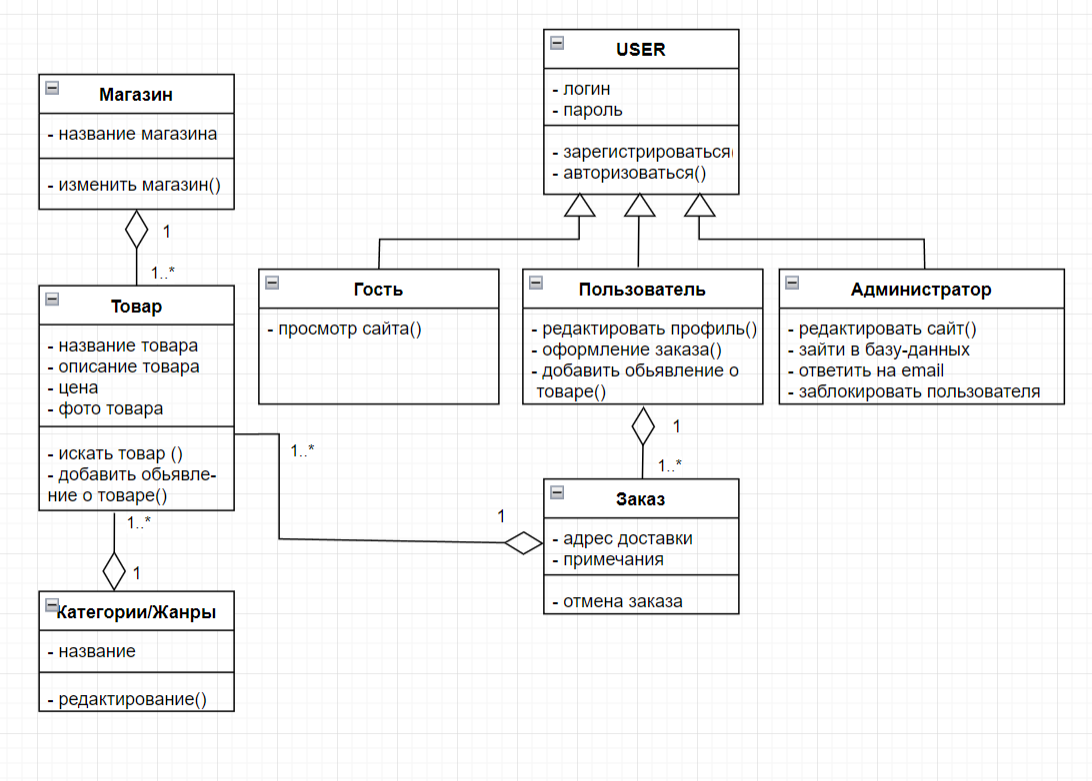 USER
- логин
- пароль
- зарегистрироваться(
- авторизоваться()
Магазин
- название магазина
- изменить магазин()
1
1..*
Товар
- название товара
- описание товара
- цена
- фото товара
- искать товар ()
- добавить обьявле-
ние о товаре()
1..*
1
Категории/Жанры
- название
- редактирование()
Гость
- просмотр сайта()
Пользователь
- редактировать профиль()
- оформление заказа()
- добавить обьявление о
товаре()
Администратор
- редактировать сайт()
- зайти в базу-данных
- ответить на email
- заблокировать пользователя
1
1..*
1..*
1
Заказ
- адрес доставки
- примечания
- отмена заказа